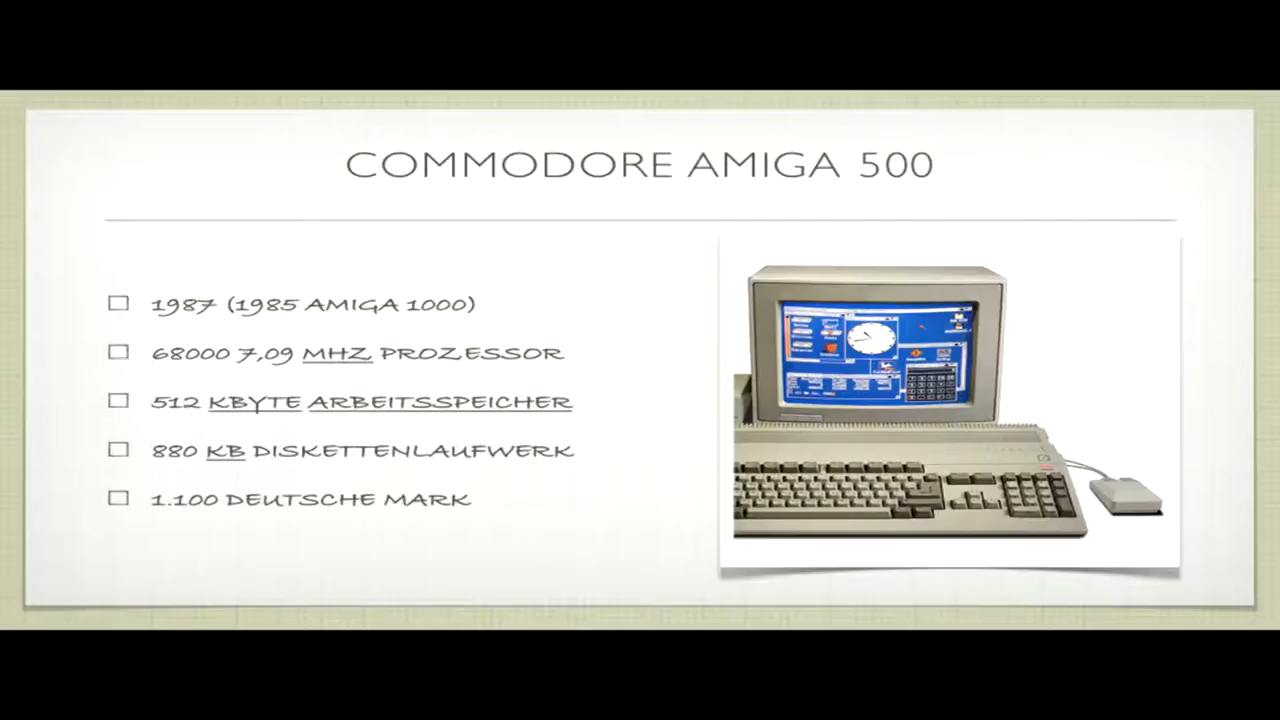 COMMODORE AMIGA 500
1987 (1985 AMIGA 1000)
68000 7,09 MHZ PROZESSOR
512 KBYTE ARBEITSSPEICHER
880 KB DISKETTENLAUFWERK
1.100 DEUTSCHE MARK